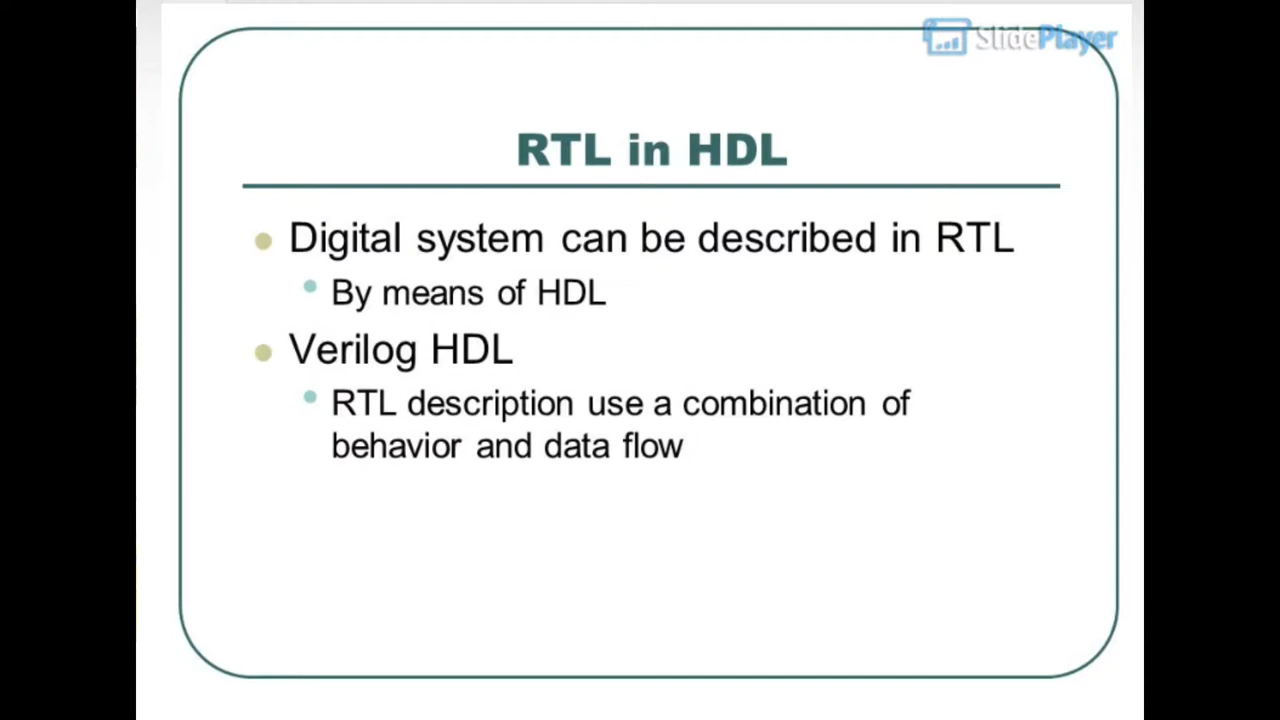 SlidePlayer
RTL in HDL
Digital system can be described in RTL
By means of HDL
Verilog HDL
RTL description use a combination of
behavior and data flow